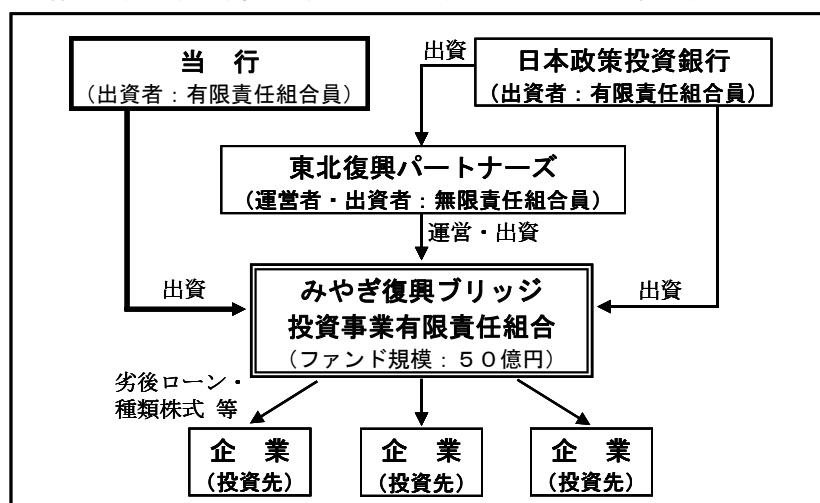 当 行
(出資者：有限責任組合員)
出資
日本政策投資銀行
(出資者：有限責任組合員)
東北復興パートナーズ
(運営者・出資者：無限責任組合員)
運営・出資
出資
みやぎ復興ブリッジ
投資事業有限責任組合
(ファンド規模：５０億円)
出資
劣後ローン・
種類株式 等
企 業
(投資先)
企 業
(投資先)
企 業
(投資先)